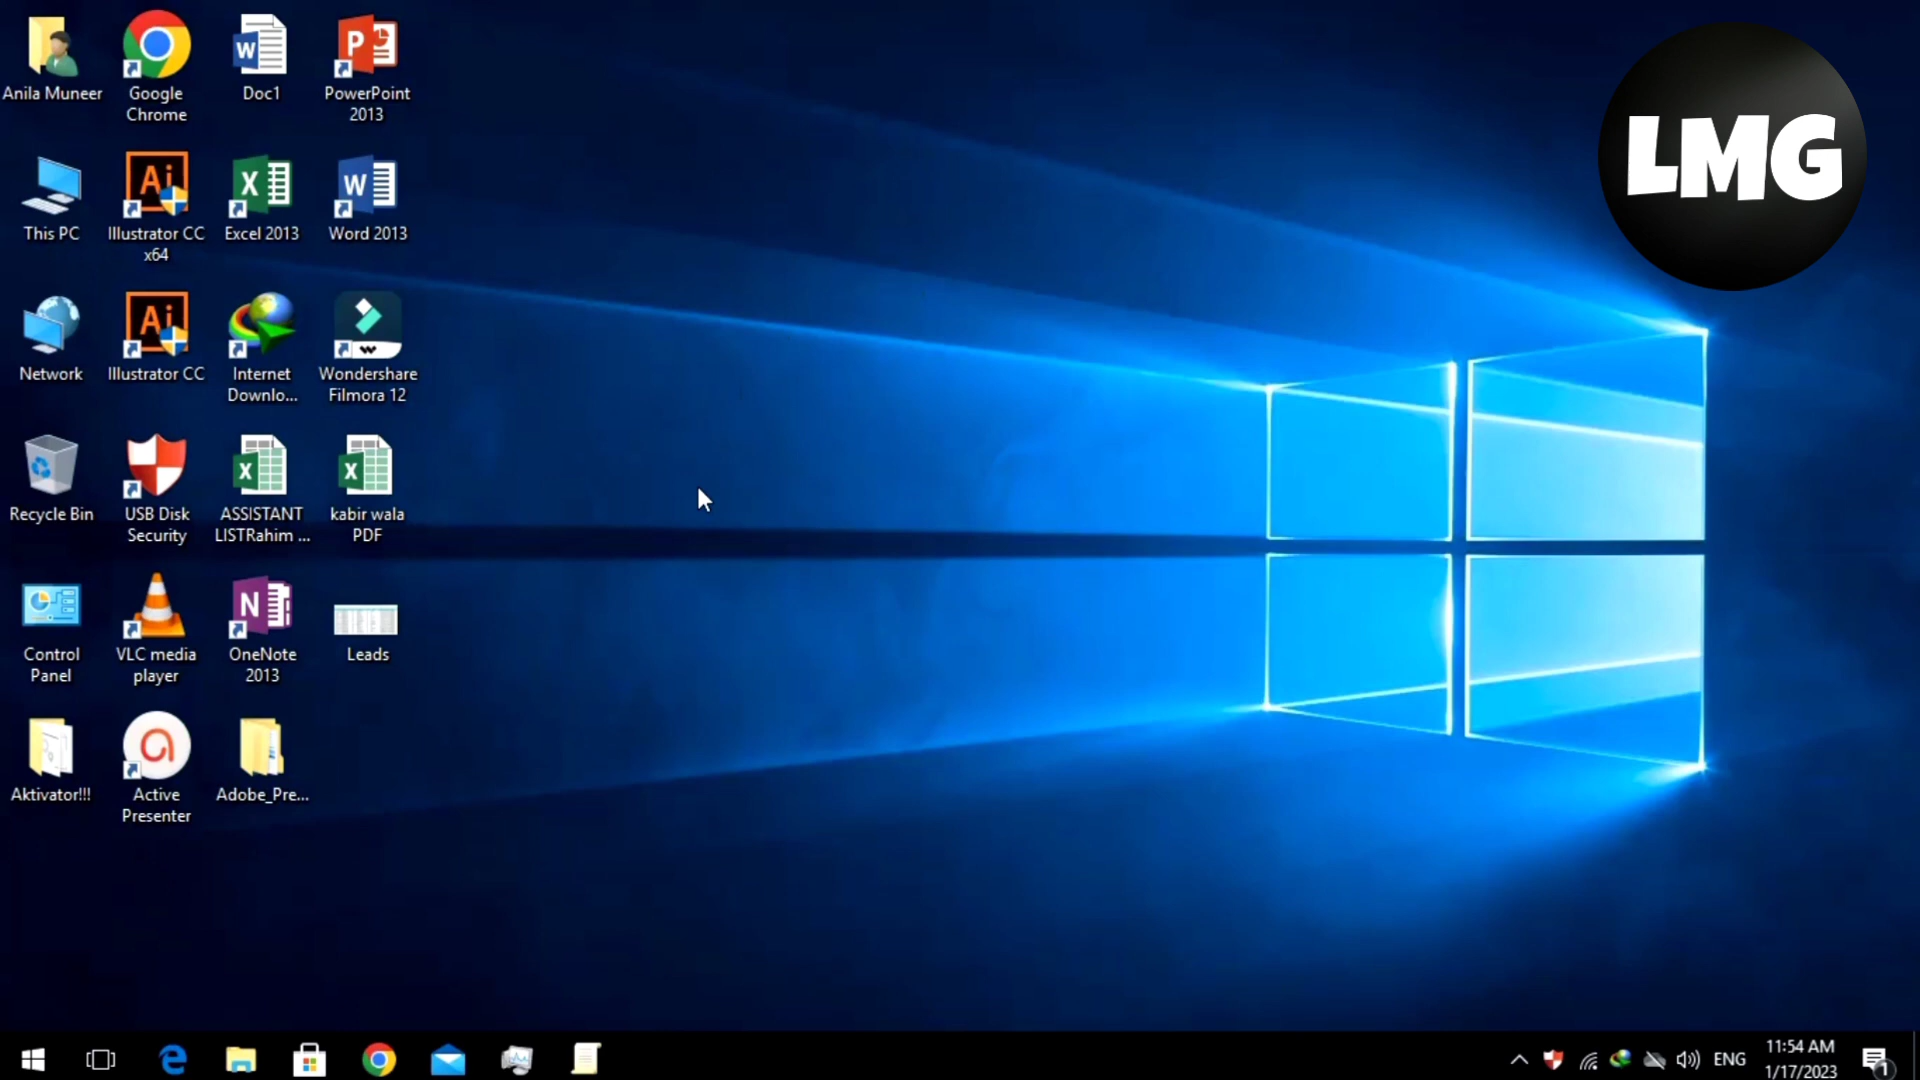 Anila Muneer
Google
Chrome
Doc1
PowerPoint
2013
LMG
This PC
Illustrator CC
x64
Excel 2013
Word 2013
Network
Illustrator CC
Internet
Downlo...
Wondershare
Filmora 12
Recycle Bin
USB Disk
Security
ASSISTANT
LISTRahim ...
kabir wala
PDF
Control
Panel
VLC media
player
OneNote
2013
Leads
Aktivator!!!
Active
Presenter
Adobe_Pre...
ENG
11:54 AM
1/17/2023
1